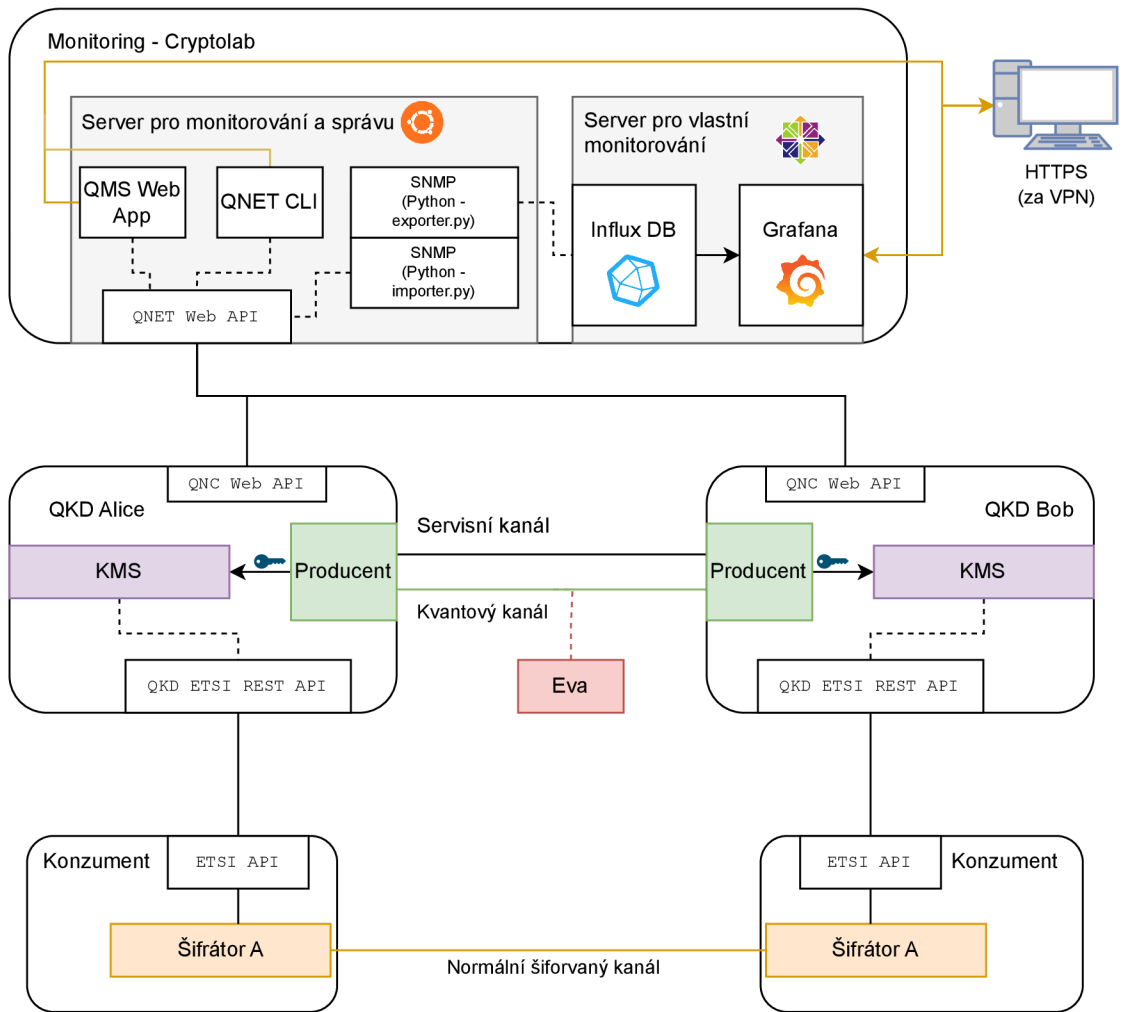 Monitoring - Cryptolab
Server pro monitorování a správu
Server pro vlastní
monitorování
HTTPS
(za VPN)
QMS Web
App
QNET CLI
SNMP
(Python -
exporter.py)
SNMP
(Python -
importer.py)
Influx DB
Grafana
QNET Web API
QNC Web API
QKD Alice
KMS
Producent
QKD ETSI REST API
Servisní kanál
Kvantový kanál
Eva
QNC Web API
QKD Bob
Producent
KMS
QKD ETSI REST API
Konzument
ETSI API
Šifrátor A
Normální šiforvaný kanál
ETSI API
Konzument
Šifrátor A